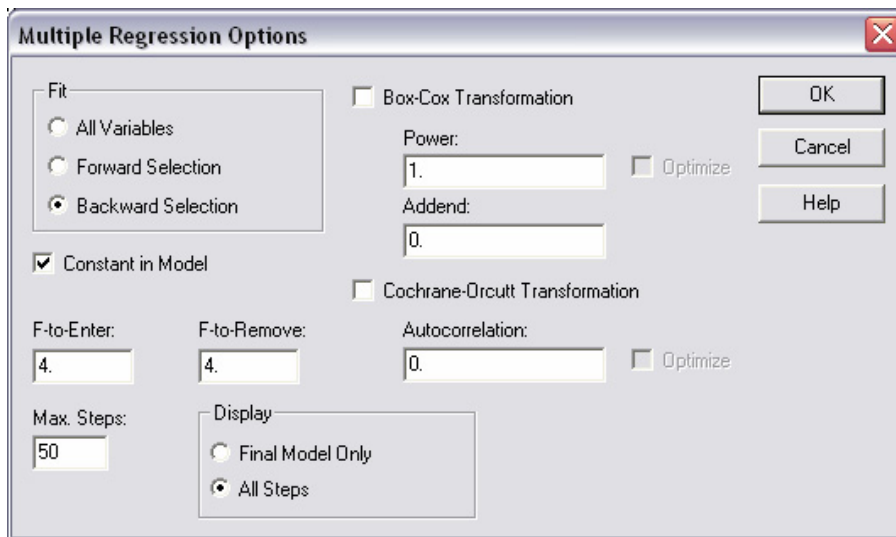 Multiple Regression Options
Fit
All Variables
Forward Selection
Backward Selection
Constant in Model
F-to-Enter:
4.
F-to-Remove:
4.
Max. Steps:
50
Display
Final Model Only
All Steps
Box-Cox Transformation
Power:
1.
Optimize
Addend:
0.
Cochrane-Orcutt Transformation
Autocorrelation:
0.
Optimize
OK
Cancel
Help